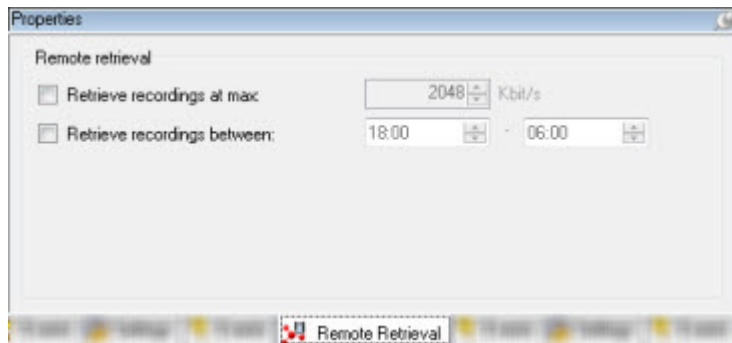 Properties
Remote retrieval
Retrieve recordings at max: 2048 Kbit/s
Retrieve recordings between: 18:00 - 06:00
Remote Retrieval